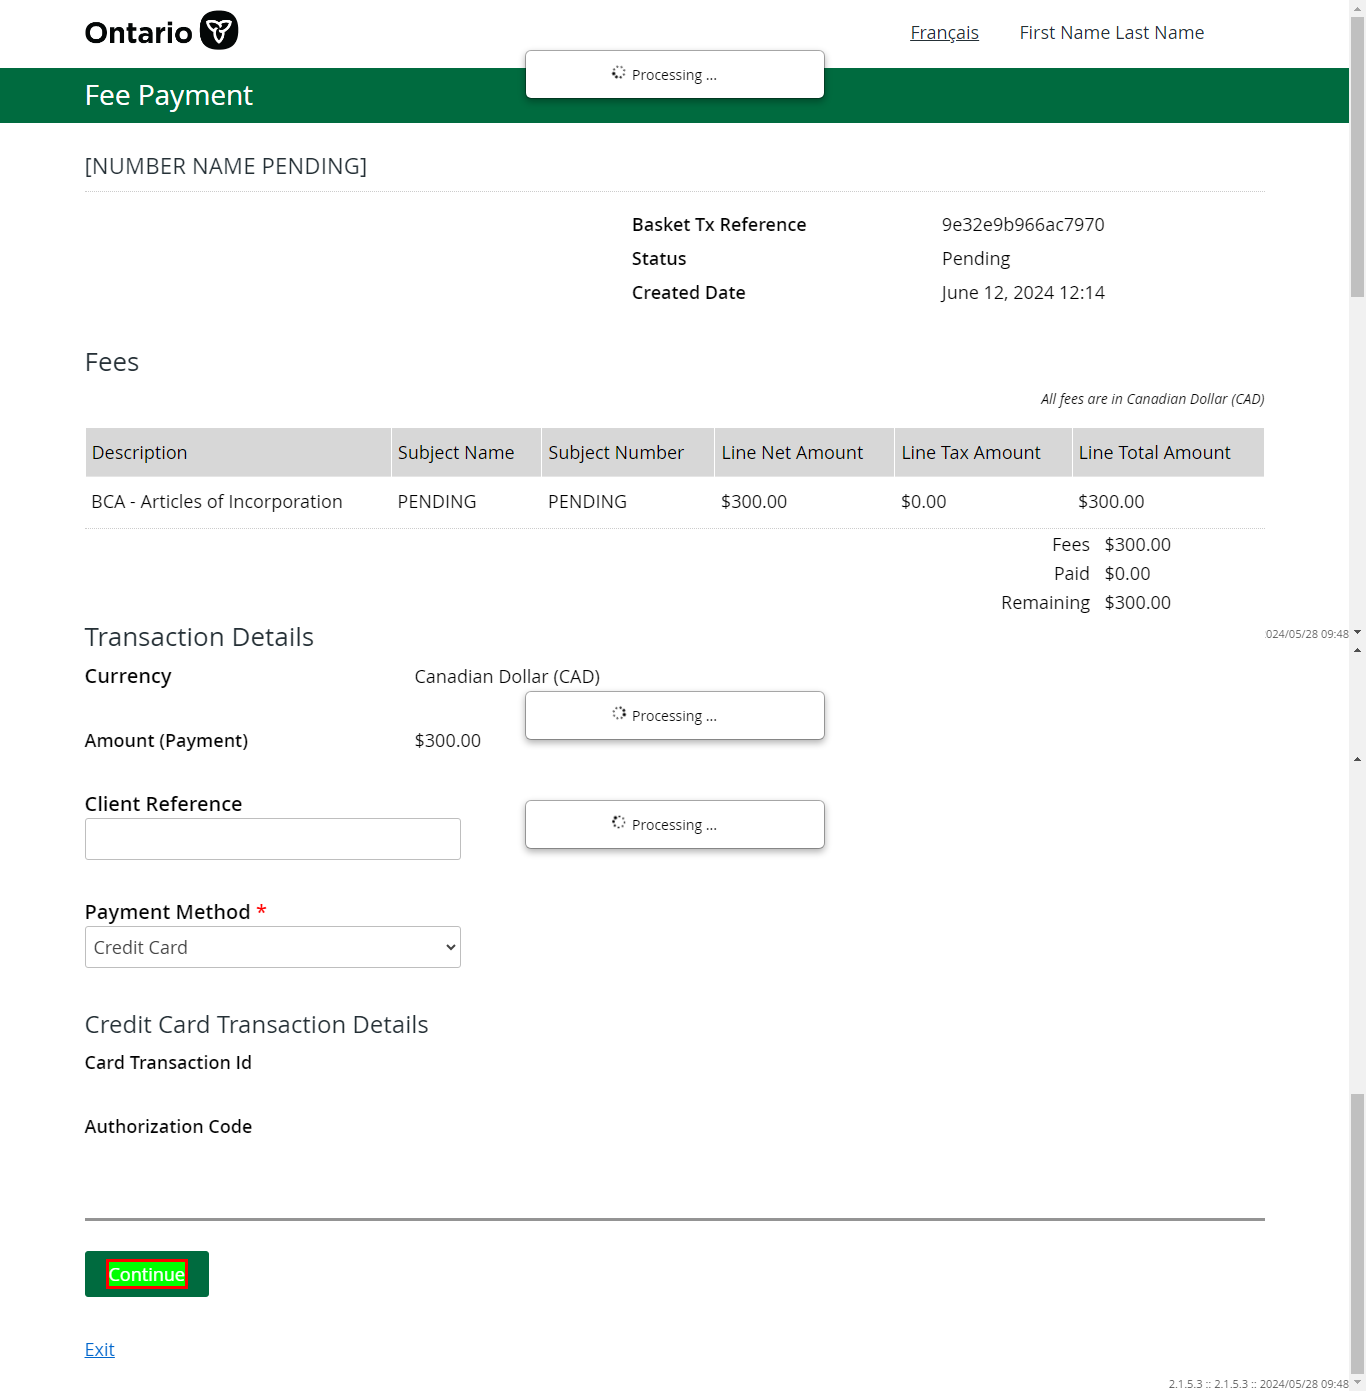 Ontario
Français First Name Last Name
Processing ...
Fee Payment
[NUMBER NAME PENDING]
Basket Tx Reference 9e32e9b966ac7970
Status Pending
Created Date June 12, 2024 12:14
Fees
All fees are in Canadian Dollar (CAD)
Description Subject Name Subject Number Line Net Amount Line Tax Amount Line Total Amount
BCA - Articles of Incorporation PENDING PENDING $300.00 $0.00 $300.00
Fees $300.00
Paid $0.00
Remaining $300.00
Transaction Details
024/05/28 09:48
Currency Canadian Dollar (CAD)
Processing ...
Amount (Payment) $300.00
Client Reference
Processing ...
Payment Method *
Credit Card
Credit Card Transaction Details
Card Transaction Id
Authorization Code
Continue
Exit
2.1.5.3 :: 2.1.5.3 :: 2024/05/28 09:48